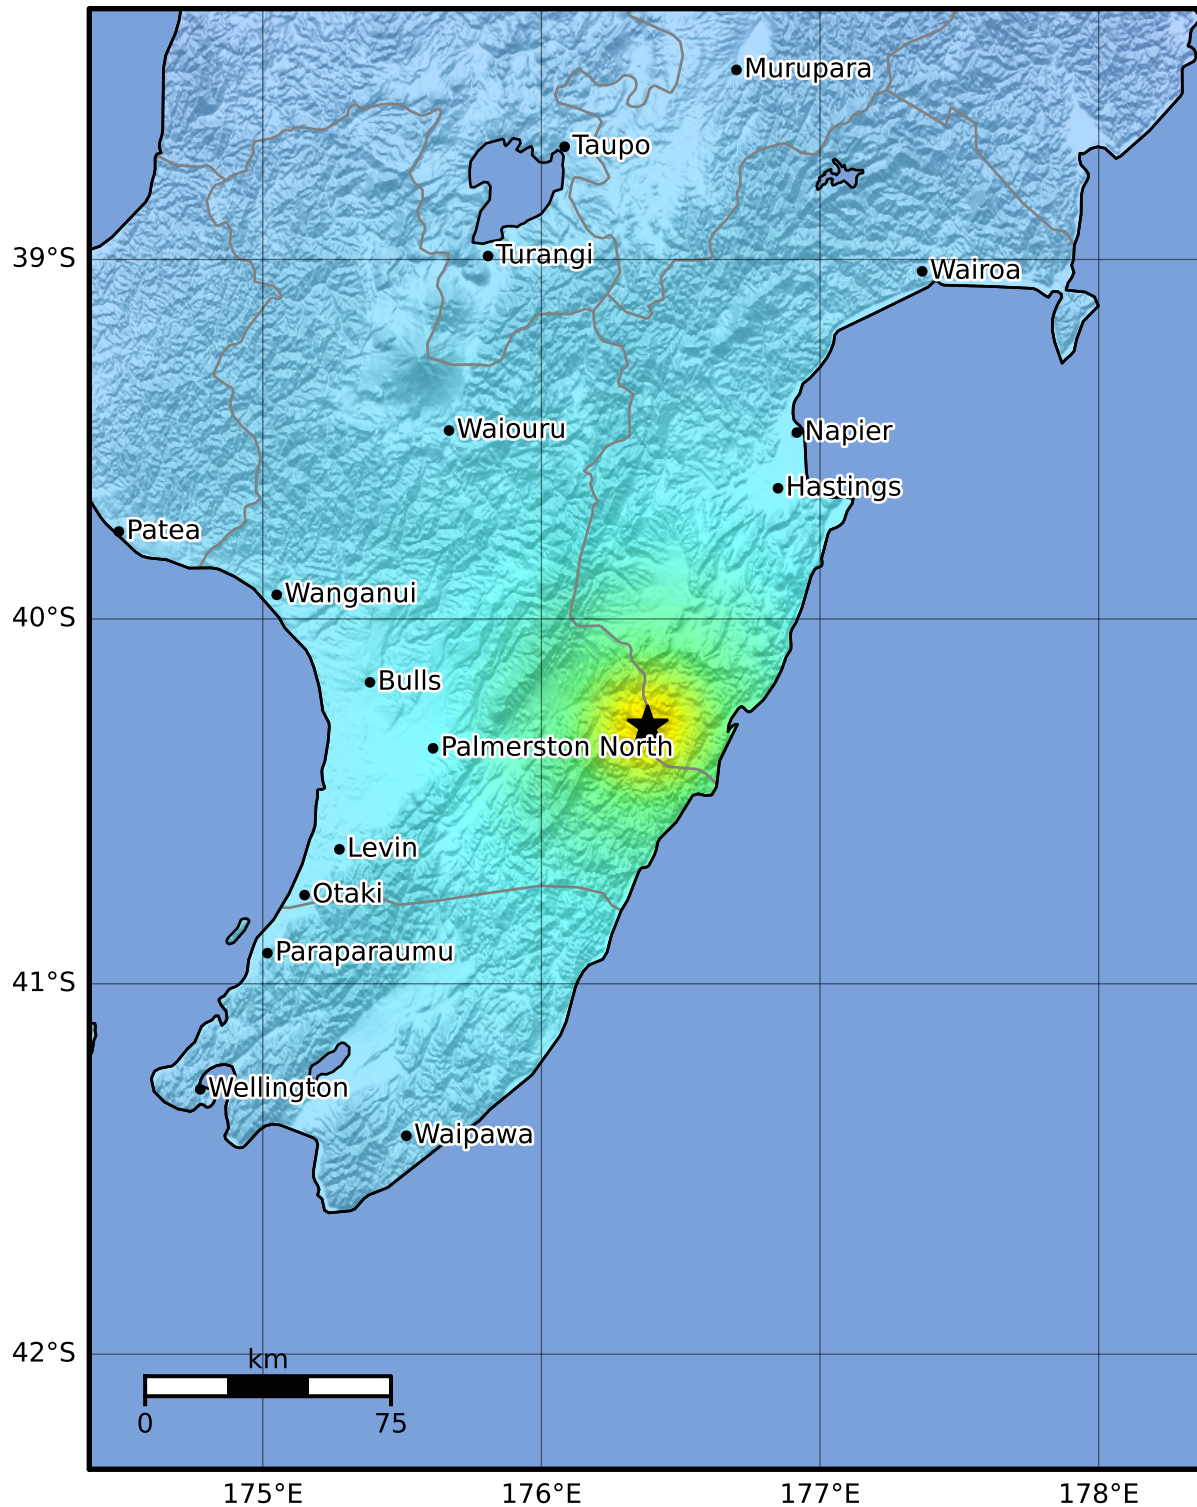 Murupara
Taupo
Turangi
39°S
Wairoa
Waiouru
Napier
Hastings
Patea
Wanganui
40°S
Bulls
Palmerston North
Levin
Otaki
Paraparaumu
41°S
Wellington
Waipawa
42°S
km
0 75
175°E 176°E 177°E 178°E